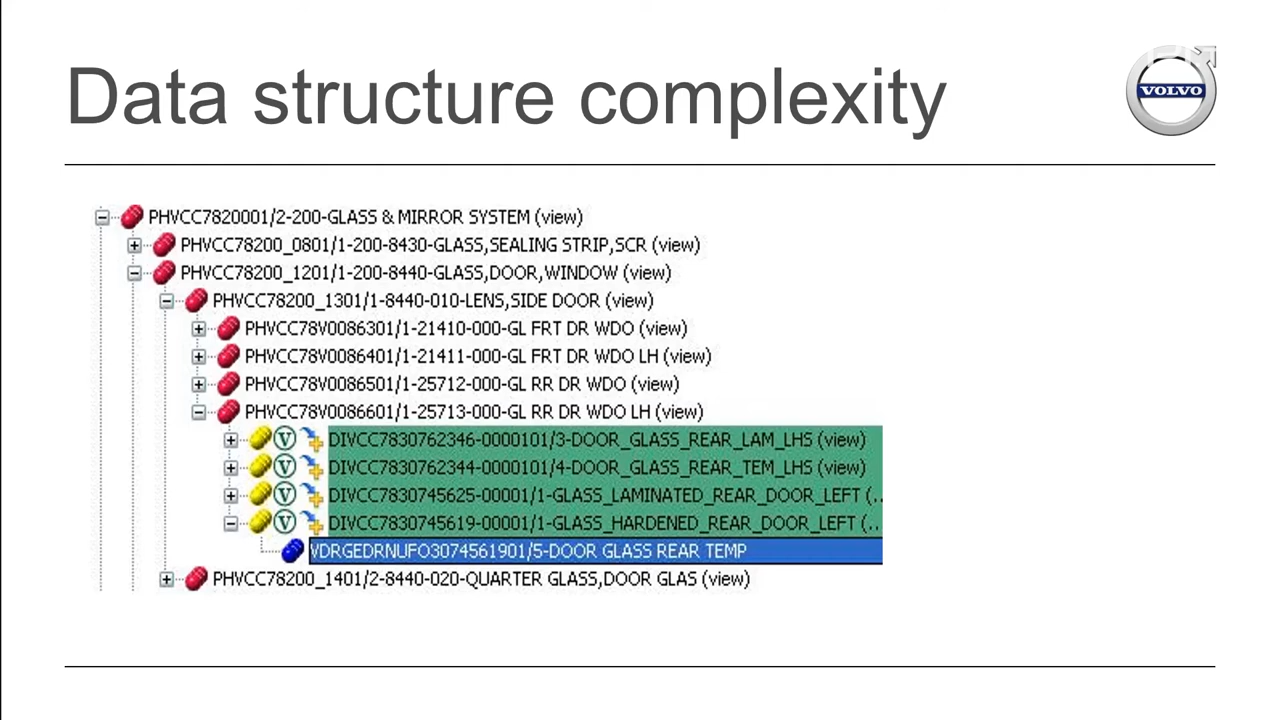 Data structure complexity
VOLVO
PHVCC7820001/2-200-GLASS & MIRROR SYSTEM (view)
PHVCC78200_0801/1-200-8430-GLASS,SEALING STRIP,SCR (view)
PHVCC78200_1201/1-200-8440-GLASS,DOOR,WINDOW (view)
PHVCC78200_1301/1-8440-010-LENS,SIDE DOOR (view)
PHVCC78V0086301/1-21410-000-GL FRT DR WDO (view)
PHVCC78V0086401/1-21411-000-GL FRT DR WDO LH (view)
PHVCC78V0086501/1-25712-000-GL RR DR WDO (view)
PHVCC78V0086601/1-25713-000-GL RR DR WDO LH (view)
V DIVCC7830762346-0000101/3-DOOR_GLASS_REAR_LAM_LHS (view)
V DIVCC7830762344-0000101/4-DOOR_GLASS_REAR_TEM_LHS (view)
V DIVCC7830745625-00001/1-GLASS_LAMINATED_REAR_DOOR_LEFT (..
V DIVCC7830745619-00001/1-GLASS_HARDENED_REAR_DOOR_LEFT (..
VDRGEDRNUFO3074561901/5-DOOR GLASS REAR TEMP
PHVCC78200_1401/2-8440-020-QUARTER GLASS,DOOR GLAS (view)